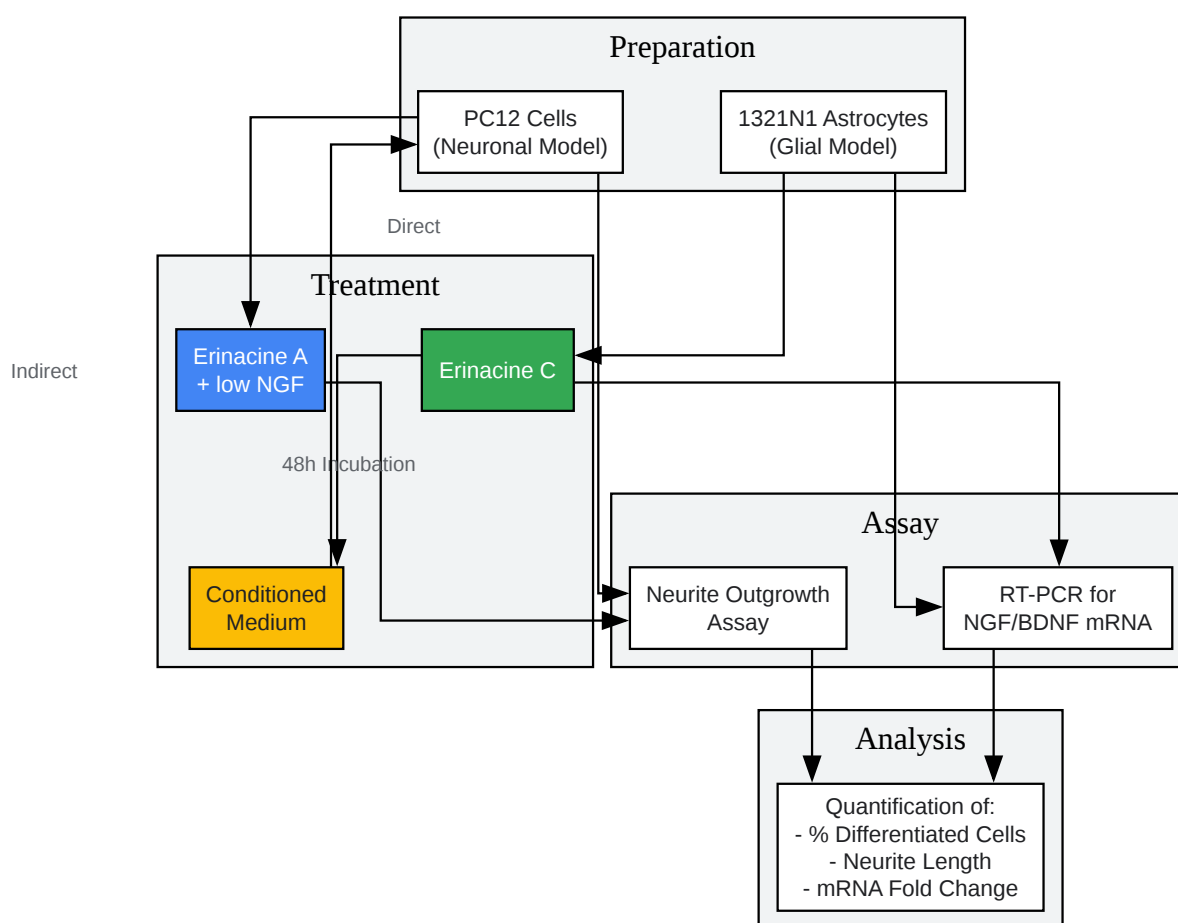 Preparation
PC12 Cells
(Neuronal Model)
1321N1 Astrocytes
(Glial Model)
Direct
Treatment
Erinacine A
+ low NGF
Erinacine C
Indirect
48h Incubation
Conditioned
Medium
Assay
Neurite Outgrowth
Assay
RT-PCR for
NGF/BDNF mRNA
Analysis
Quantification of:
- % Differentiated Cells
- Neurite Length
- mRNA Fold Change